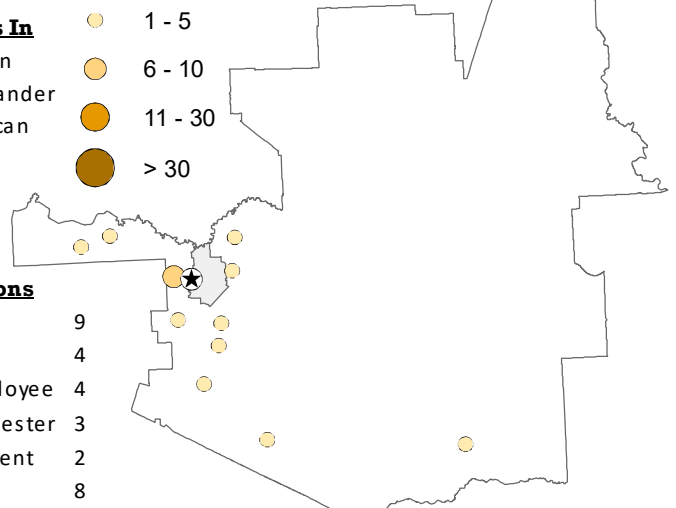 s In
n
ander
can
1 - 5
6 - 10
11 - 30
> 30
ons
9
4
loyee 4
ester 3
ent 2
8